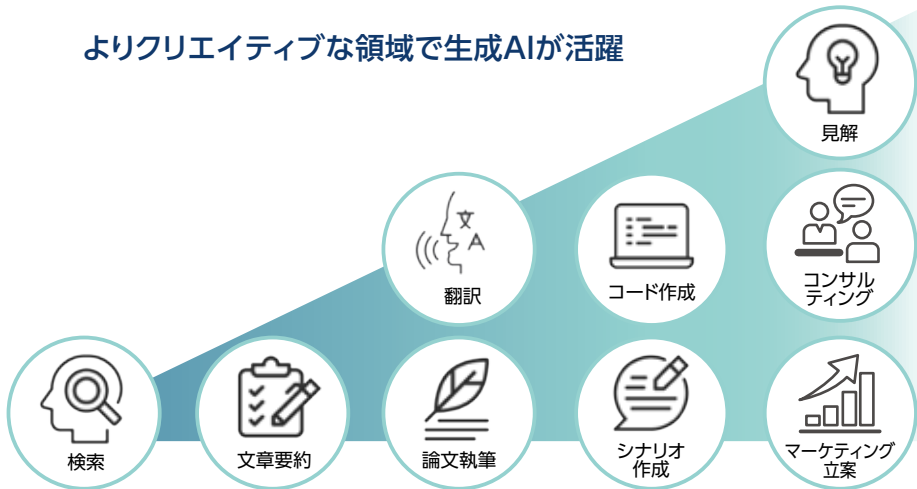 よりクリエイティブな領域で生成AIが活躍
見解
文
A
翻訳
コード作成
コンサル
ティング
検索
文章要約
論文執筆
シナリオ
作成
マーケティング
立案